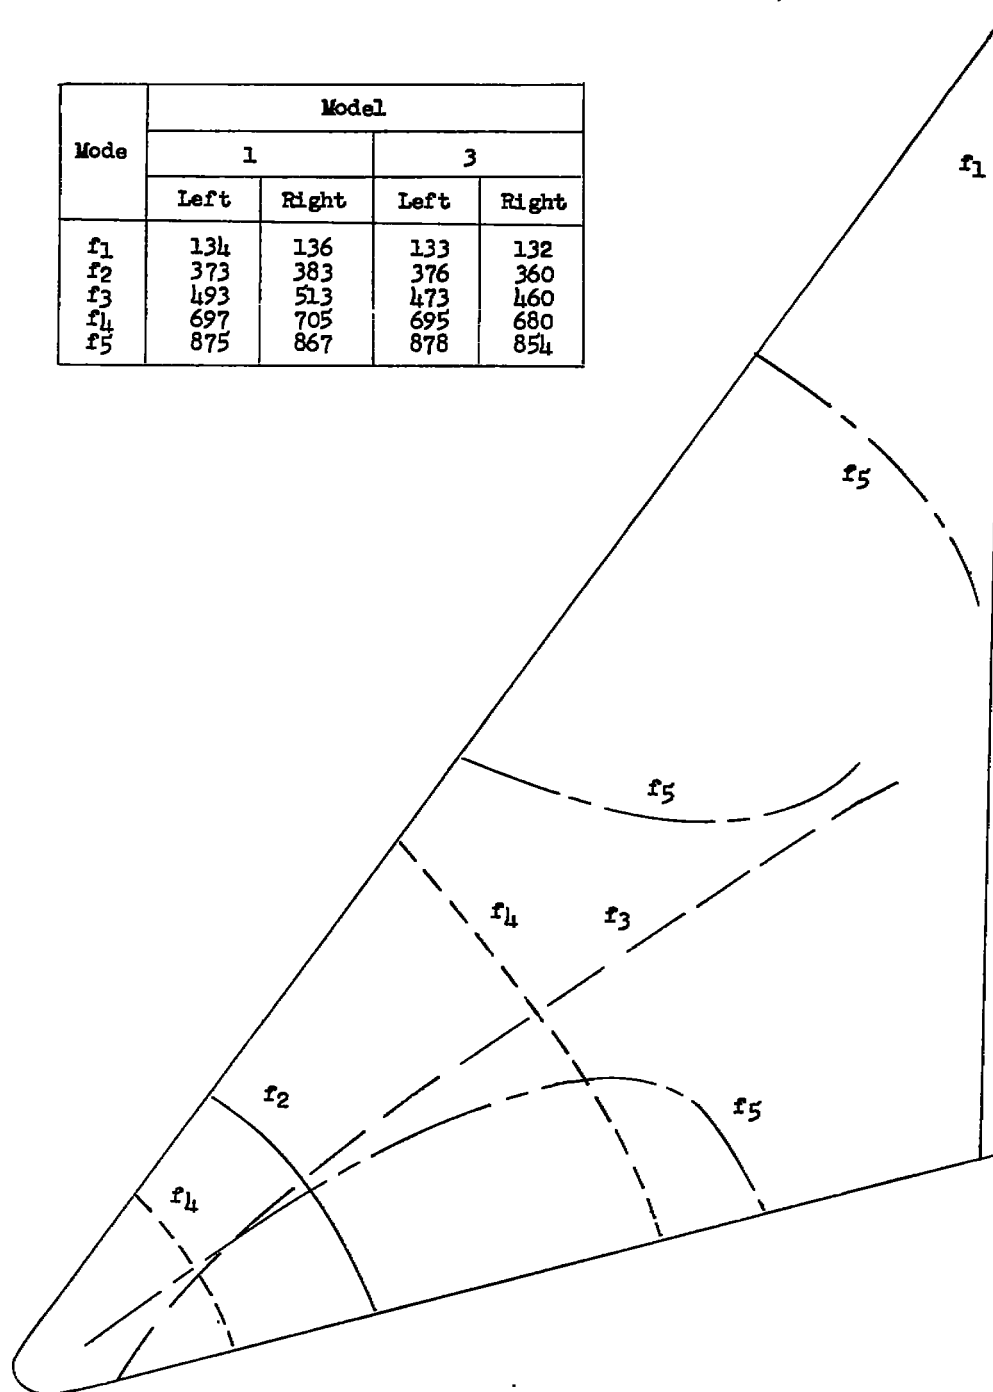 Mode Model
1 3
Left Right Left Right
f1 134 136 133 132
f2 373 383 376 360
f3 493 513 473 460
f4 697 705 695 680
f5 875 867 878 854
f1
f5
f5
f4
f3
f2
f5
f4